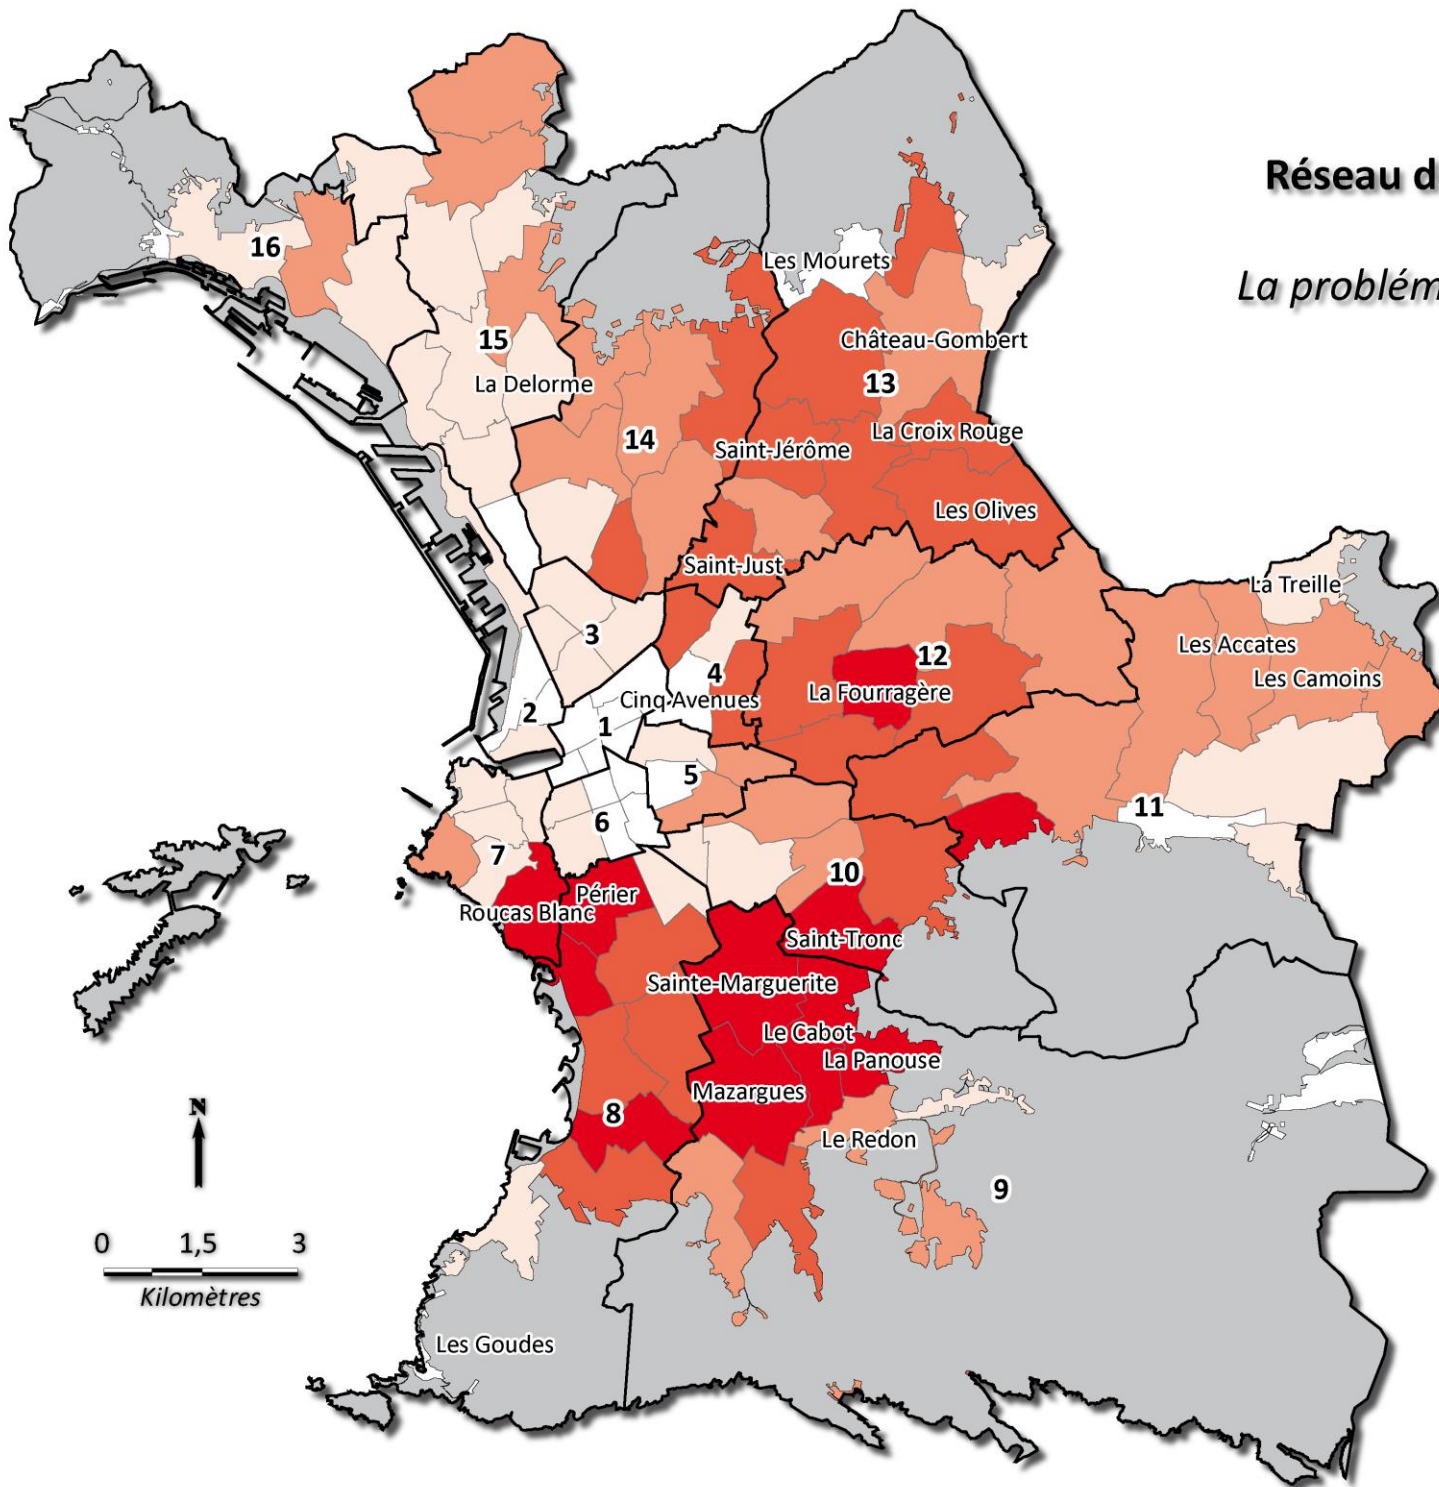 Réseau d
La problém
Les Mourets
16
Château-Gombert
15
13
La Delorme
La Croix Rouge
14
Saint-Jérôme
Les Olives
Saint-Just
La Treille
3
Les Accates
12
4
Les Camoins
La Fourragère
Cinq Avenues
2
1
5
11
6
7
10
Périer
Roucas Blanc
Saint-Tronc
Sainte-Marguerite
Le Cabot
La Panouse
Mazargues
N
8
Le Redon
9
0 1,5 3
Kilomètres
Les Goudes